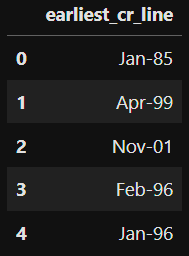 earliest_cr_line
0 Jan-85
1 Apr-99
2 Nov-01
3 Feb-96
4 Jan-96